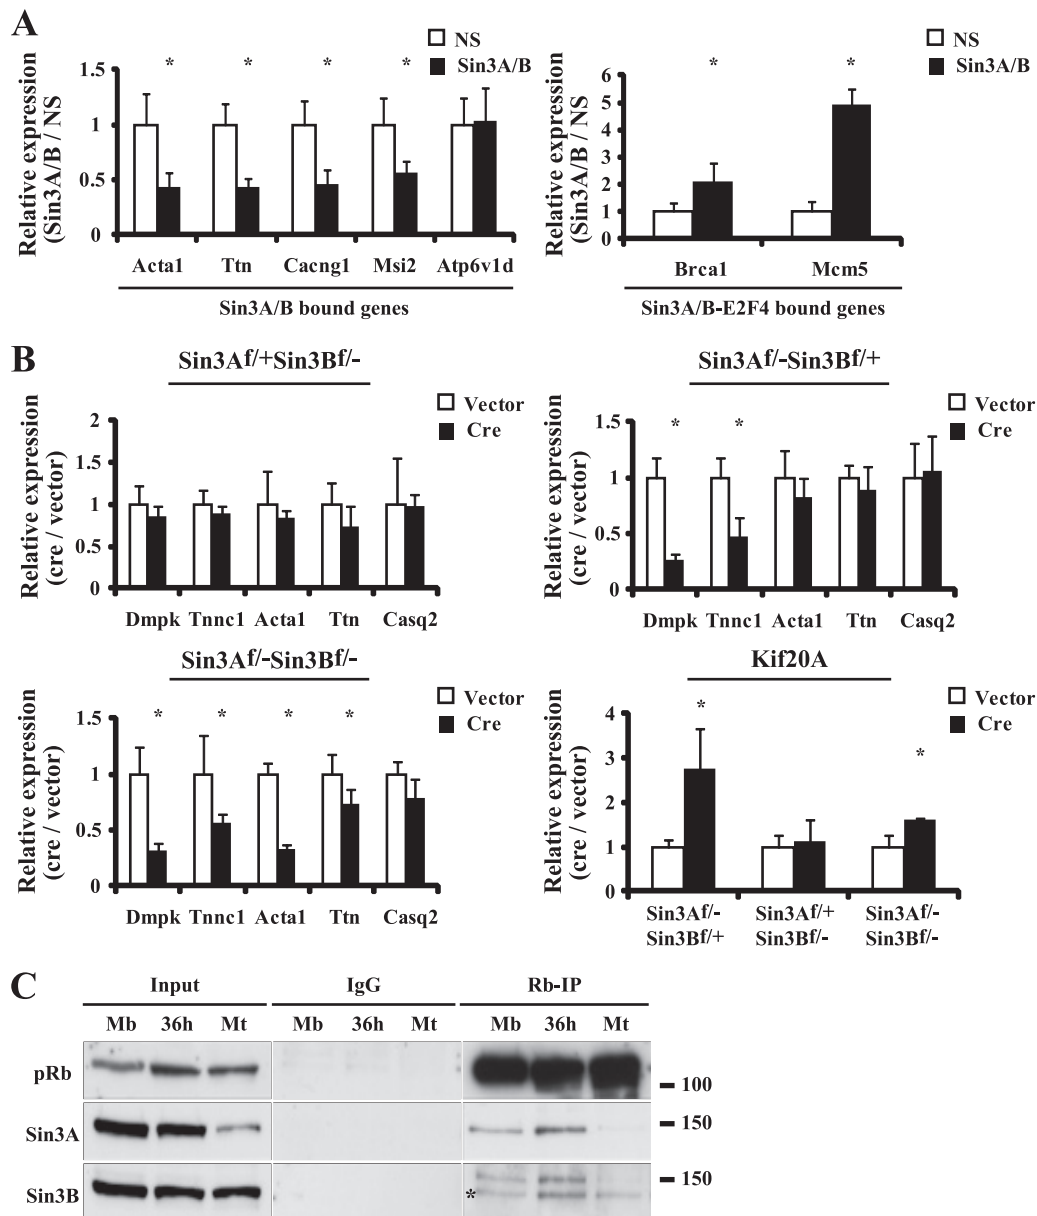 A
NS
Sin3A/B
Relative expression
(Sin3A/B / NS
1.5
1
0.5
0
* * * *
Acta1 Ttn Cacng1 Msi2 Atp6v1d
Sin3A/B bound genes
NS
Sin3A/B
Relative expression
(Sin3A/B / NS)
6
5
4
3
2
1
0
* *
Brca1 Mcm5
Sin3A/B-E2F4 bound genes
B
Sin3Af/+Sin3Bf/-
Vector
Cre
Relative expression
(cre / vector)
2
1.5
1
0.5
0
Dmpk Tnnc1 Acta1 Ttn Casq2
Sin3Af/-Sin3Bf/+
Vector
Cre
Relative expression
(cre / vector)
1.5
1
0.5
0
* *
Dmpk Tnnc1 Acta1 Ttn Casq2
Sin3Af/-Sin3Bf/-
Vector
Cre
Relative expression
(cre / vector)
1.5
1
0.5
0
* * * *
Dmpk Tnnc1 Acta1 Ttn Casq2
Kif20A
Vector
Cre
Relative expression
(cre / vector)
4
3
2
1
0
* *
Sin3Af/- Sin3Af/+ Sin3Af/-
Sin3Bf/+ Sin3Bf/- Sin3Bf/-
C
Input IgG Rb-IP
Mb 36h Mt Mb 36h Mt Mb 36h Mt
pRb
100
Sin3A
150
Sin3B
*
150